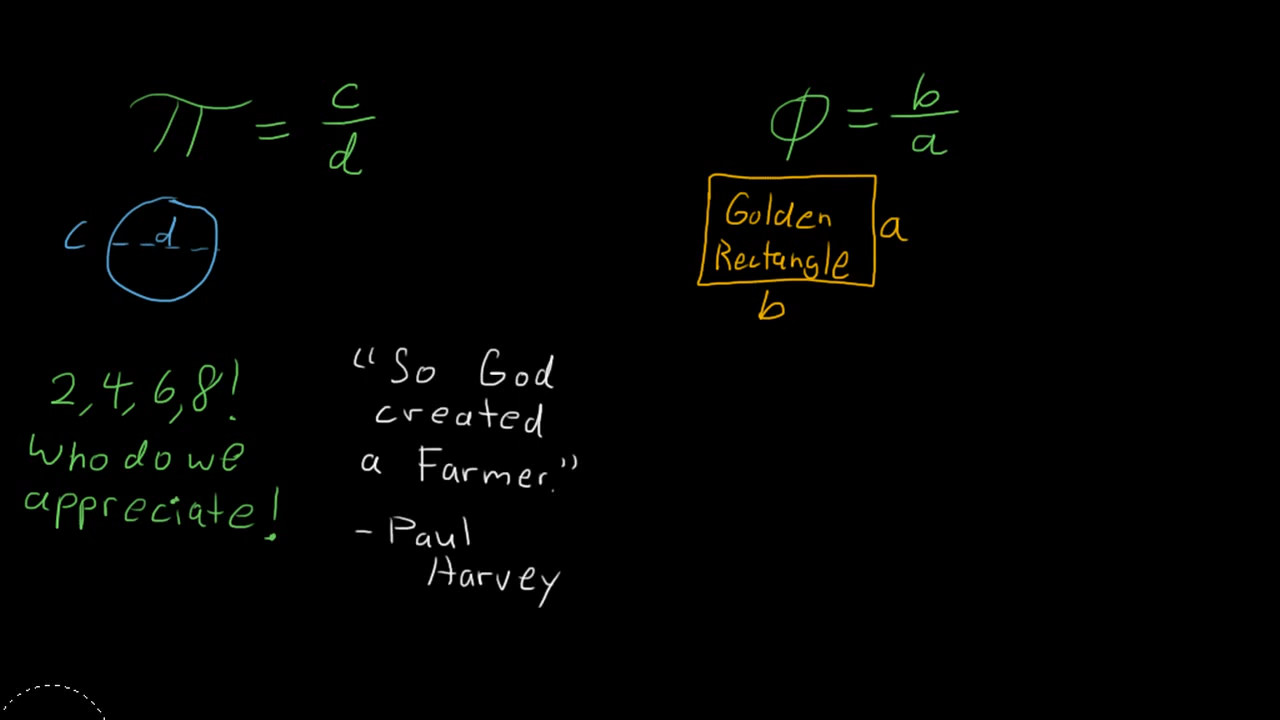 π = c/d
c d
2, 4, 6, 8!
Who do we
appreciate!
“So God
created
a Farmer.”
- Paul
Harvey
φ = b/a
Golden
Rectangle
a
b